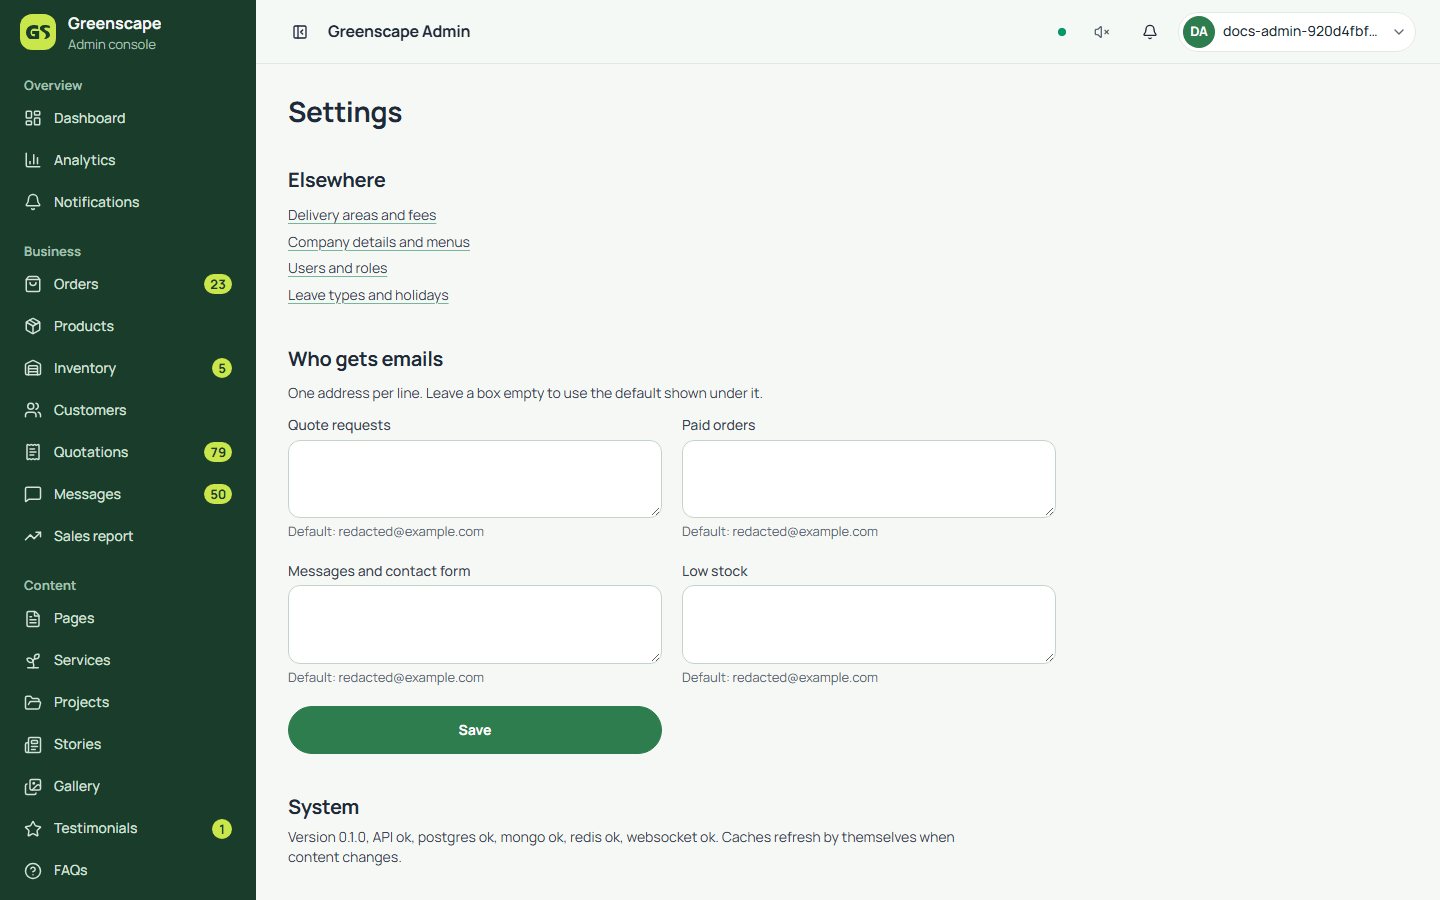 GS
Greenscape
Admin console
Overview
Dashboard
Analytics
Notifications
Business
Orders 23
Products
Inventory 5
Customers
Quotations 79
Messages 50
Sales report
Content
Pages
Services
Projects
Stories
Gallery
Testimonials 1
FAQs
Greenscape Admin
DA docs-admin-920d4fbf...
Settings
Elsewhere
Delivery areas and fees
Company details and menus
Users and roles
Leave types and holidays
Who gets emails
One address per line. Leave a box empty to use the default shown under it.
Quote requests
Default: redacted@example.com
Paid orders
Default: redacted@example.com
Messages and contact form
Default: redacted@example.com
Low stock
Default: redacted@example.com
Save
System
Version 0.1.0, API ok, postgres ok, mongo ok, redis ok, websocket ok. Caches refresh by themselves when
content changes.